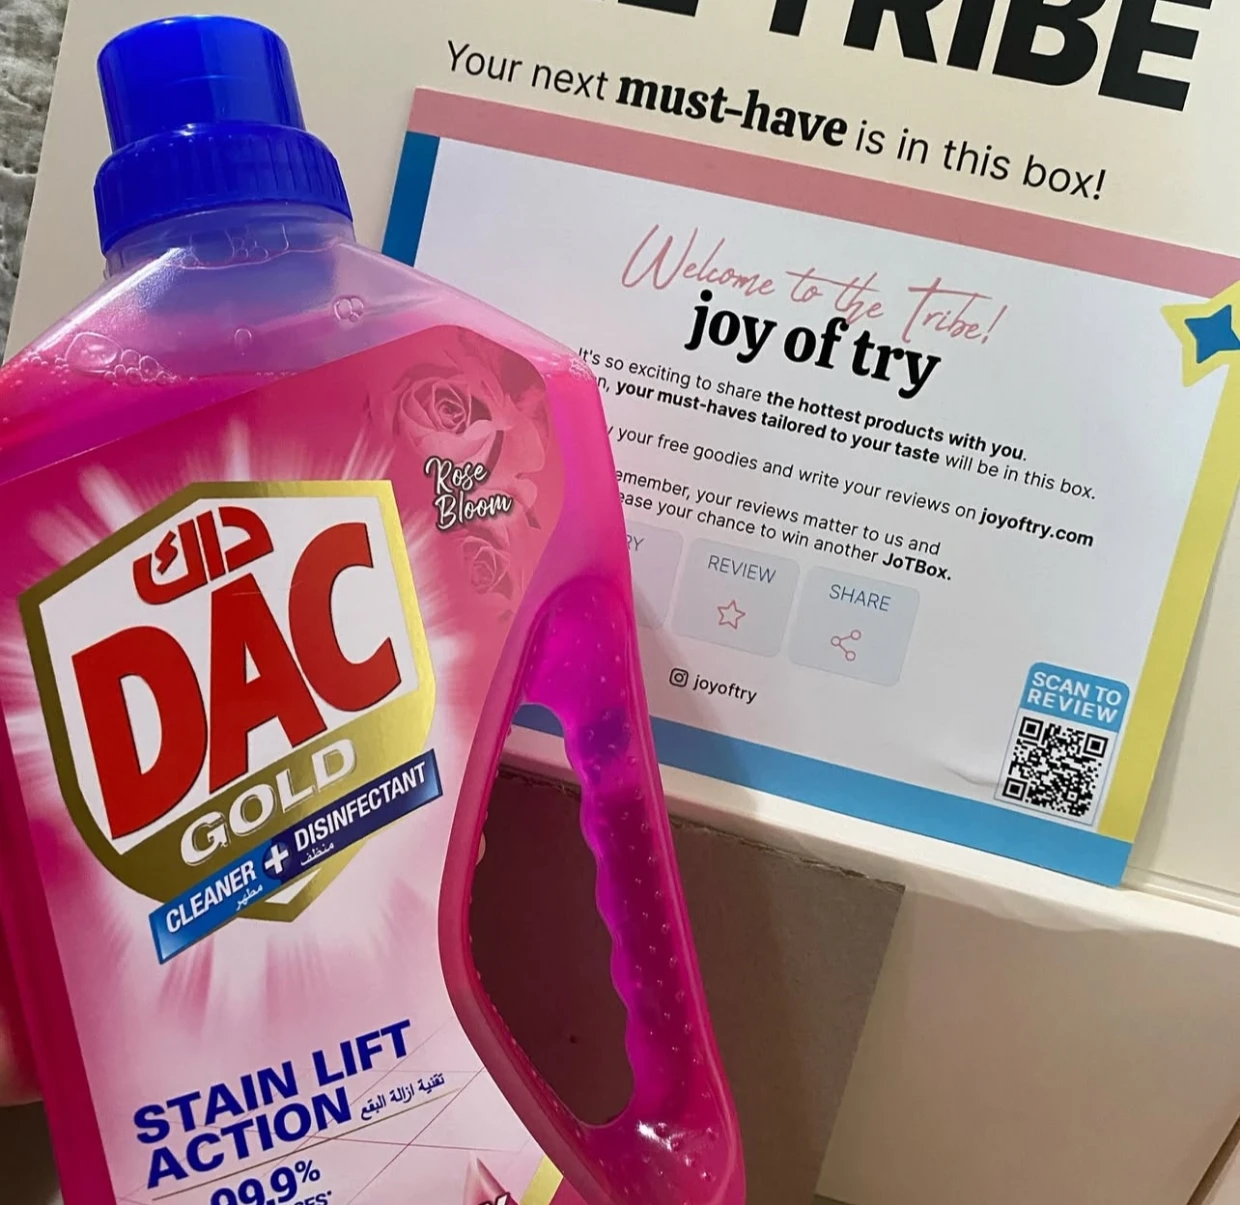 TRIBE
Your next must-have is in this box!
Welcome to the Tribe!
joy of try
It's so exciting to share the hottest products with you.
your must-haves tailored to your taste will be in this box.
your free goodies and write your reviews on joyoftry.com
emember, your reviews matter to us and
ease your chance to win another JoTBox.
RY
REVIEW
SHARE
joyoftry
SCAN TO
REVIEW
Rose
Bloom
داك
DAC
GOLD
CLEANER + DISINFECTANT
مطهر منظف
STAIN LIFT
ACTION تقنية ازالة البقع
99.9%